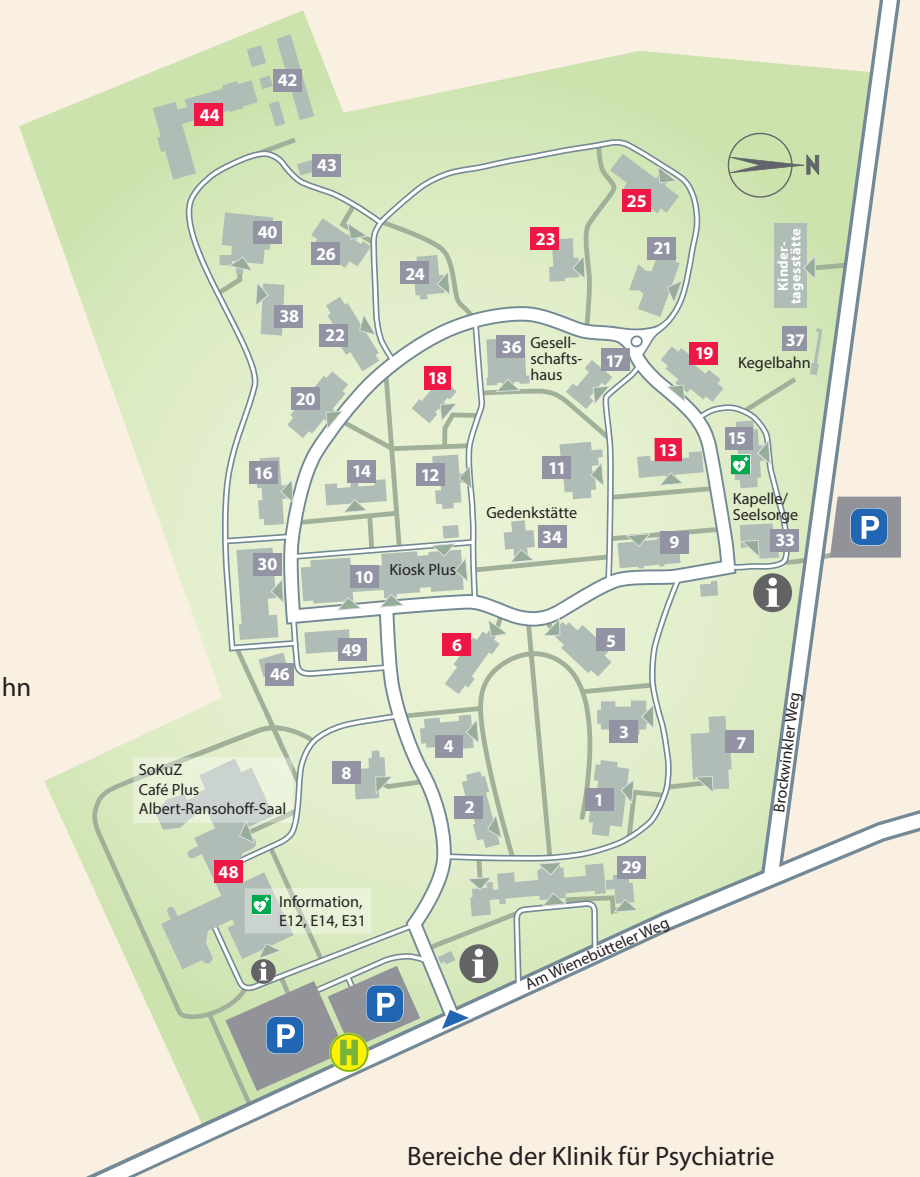 42
44
43
N
25
40
26
23
21
24
Kinder-
tagesstätte
38
22
36
Gesell-
schafts-
haus
17
19
37
Kegelbahn
18
20
15
13
16
14
12
11
Kapelle/
Seelsorge
Gedenkstätte
34
9
33
P
30
10
Kiosk Plus
i
49
6
5
46
hn
3
4
7
Brockwinkler Weg
SoKuZ
Café Plus
Albert-Ransohoff-Saal
8
2
1
48
29
Information,
E12, E14, E31
i
i
Am Wienebütteler Weg
P
P
H
Bereiche der Klinik für Psychiatrie